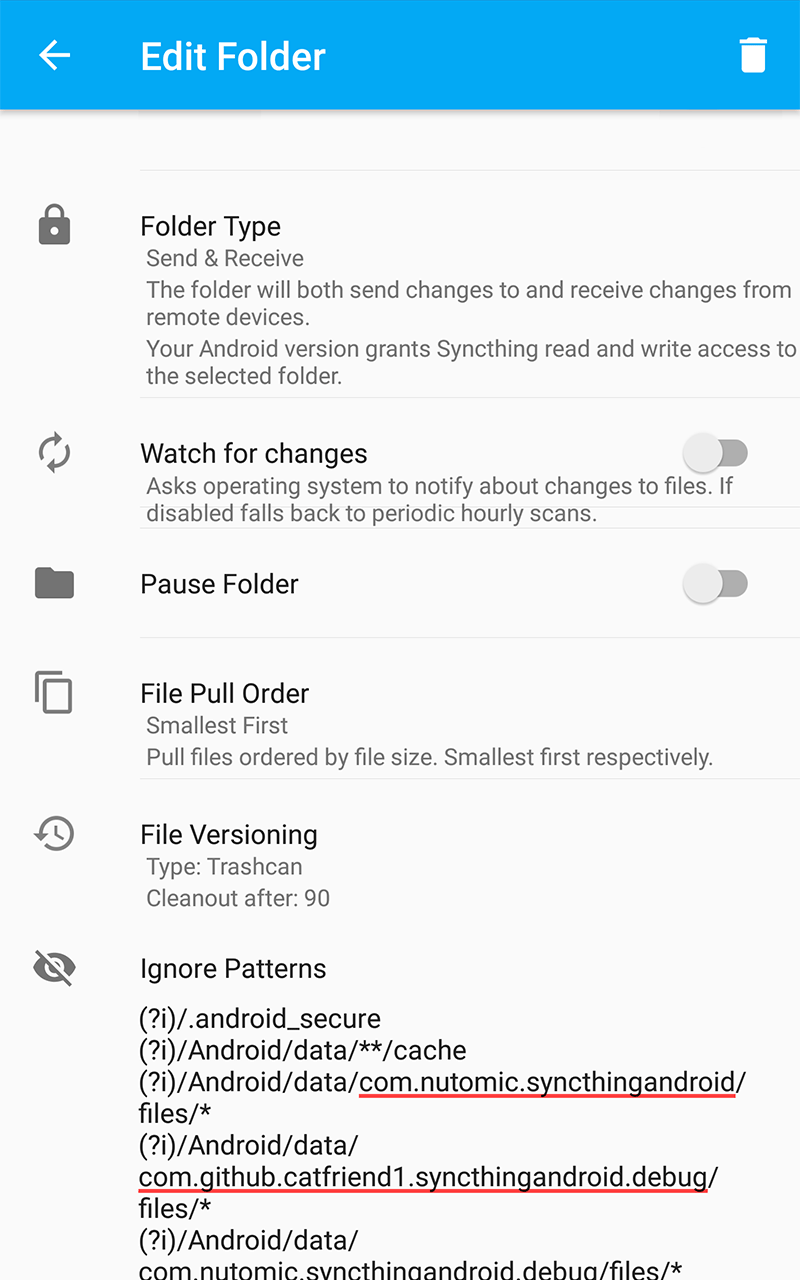 Edit Folder
Folder Type
Send & Receive
The folder will both send changes to and receive changes from
remote devices.
Your Android version grants Syncthing read and write access to
the selected folder.
Watch for changes
Asks operating system to notify about changes to files. If
disabled falls back to periodic hourly scans.
Pause Folder
File Pull Order
Smallest First
Pull files ordered by file size. Smallest first respectively.
File Versioning
Type: Trashcan
Cleanout after: 90
Ignore Patterns
(?i)/.android_secure
(?i)/Android/data/**/cache
(?i)/Android/data/com.nutomic.syncthingandroid/
files/*
(?i)/Android/data/
com.github.catfriend1.syncthingandroid.debug/
files/*
(?i)/Android/data/
com.nutomic.syncthingandroid.debug/files/*